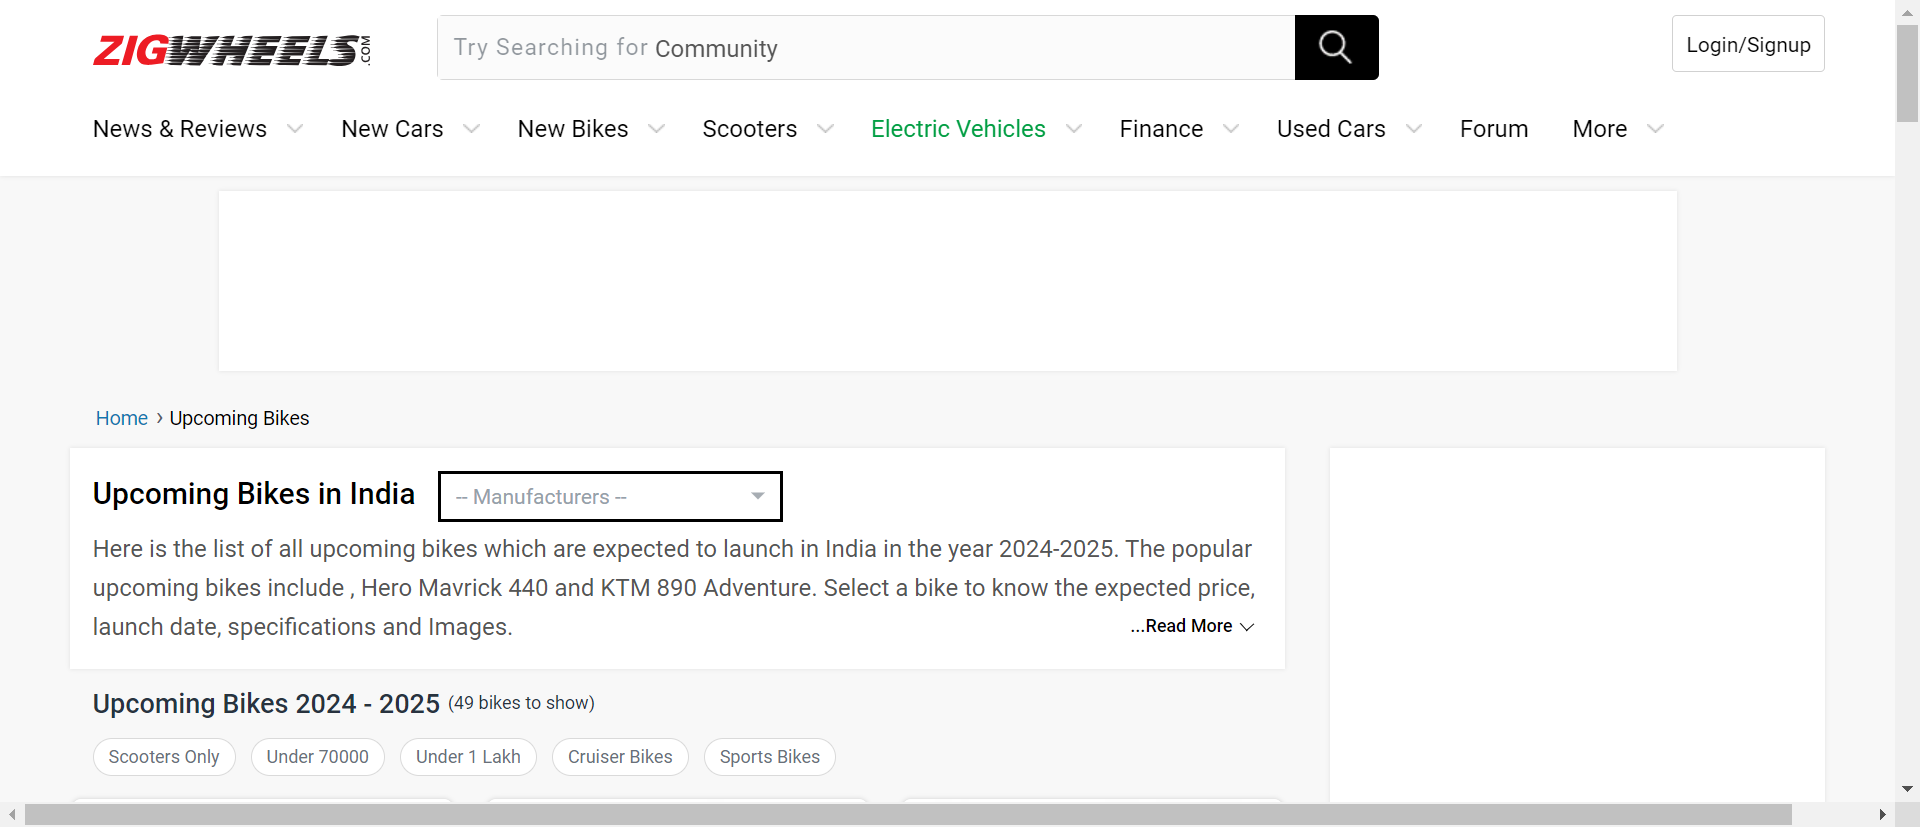 ZIGWHEELS.COM
Try Searching for Community
Login/Signup
News & Reviews New Cars New Bikes Scooters Electric Vehicles Finance Used Cars Forum More
Home › Upcoming Bikes
Upcoming Bikes in India
-- Manufacturers --
Here is the list of all upcoming bikes which are expected to launch in India in the year 2024-2025. The popular
upcoming bikes include , Hero Mavrick 440 and KTM 890 Adventure. Select a bike to know the expected price,
launch date, specifications and Images.
...Read More
Upcoming Bikes 2024 - 2025 (49 bikes to show)
Scooters Only Under 70000 Under 1 Lakh Cruiser Bikes Sports Bikes